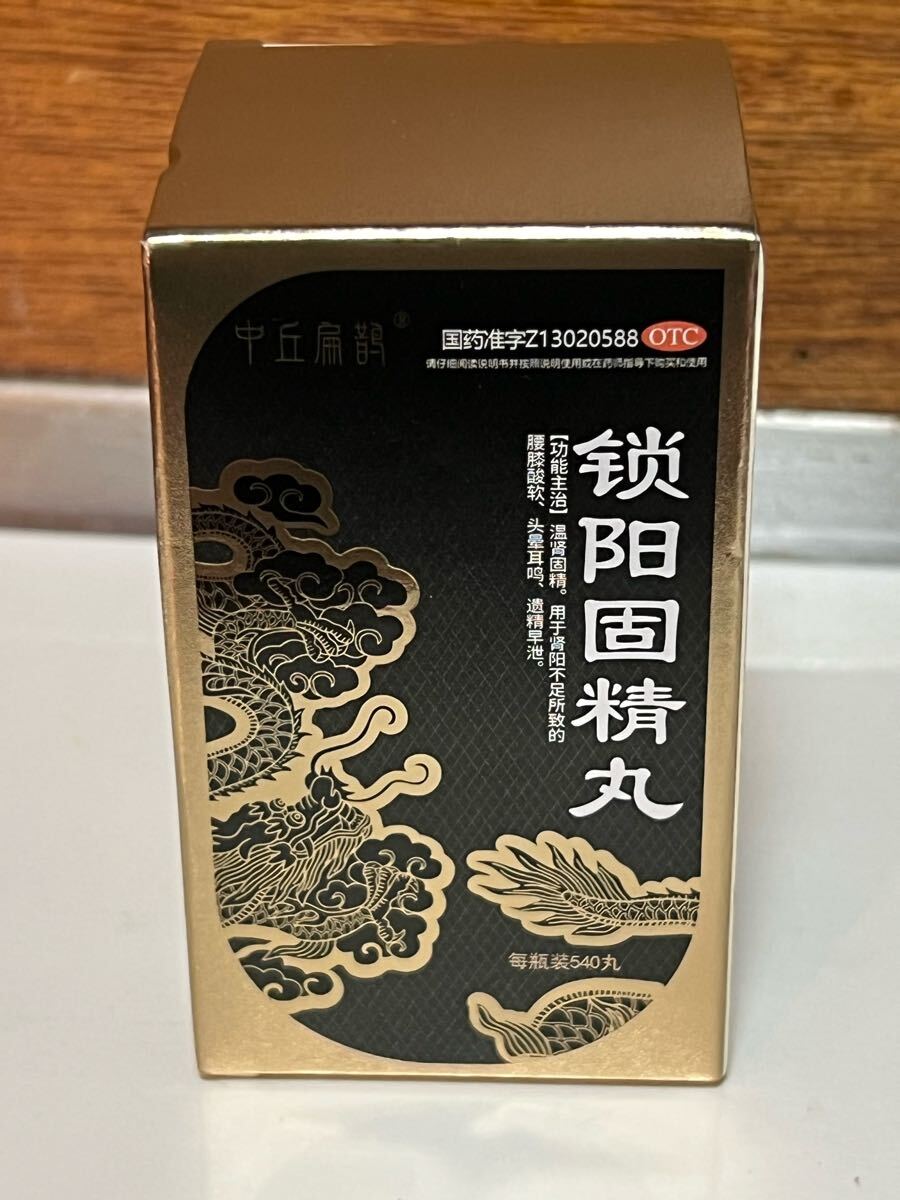 中丘扁鹊®
国药准字Z13020588 OTC
请仔细阅读说明书并按照说明使用或在药师指导下购买和使用
锁阳固精丸
【功能主治】温肾固精。用于肾阳不足所致的
腰膝酸软、头晕耳鸣、遗精早泄。
每瓶装540丸